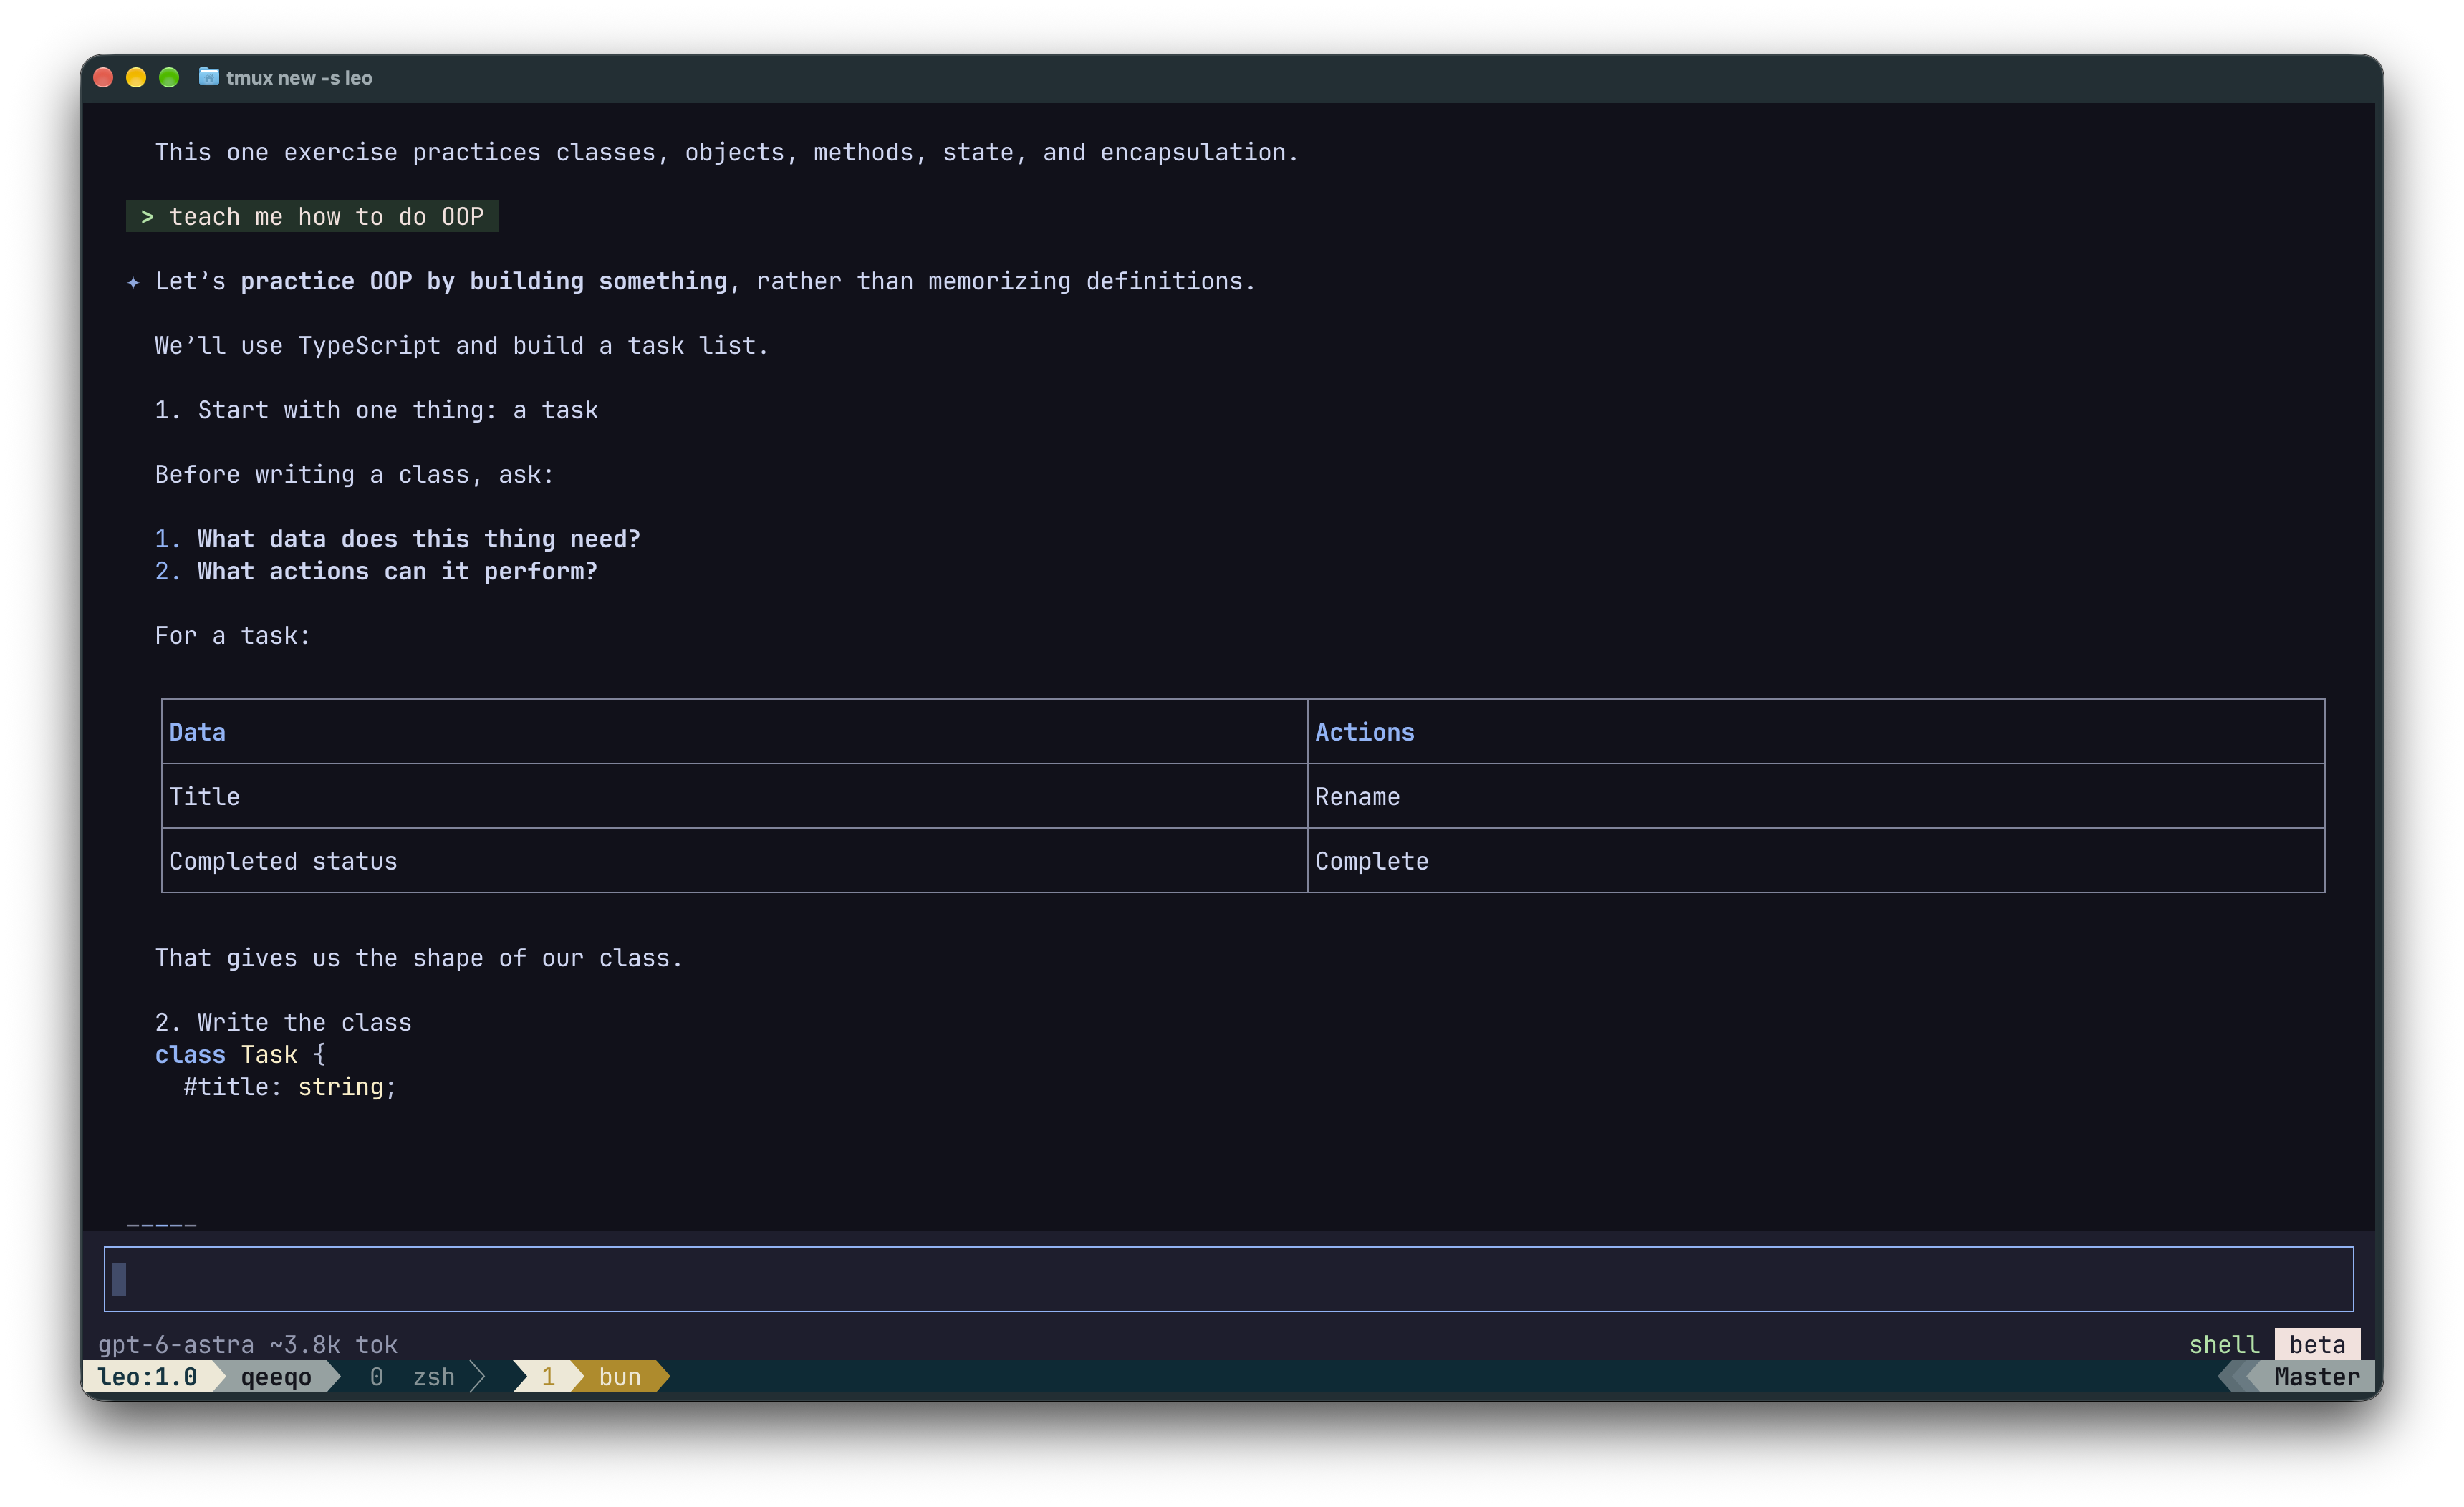 tmux new -s leo
This one exercise practices classes, objects, methods, state, and encapsulation.
> teach me how to do OOP
✦ Let’s practice OOP by building something, rather than memorizing definitions.
We’ll use TypeScript and build a task list.
1. Start with one thing: a task
Before writing a class, ask:
1. What data does this thing need?
2. What actions can it perform?
For a task:
Data Actions
Title Rename
Completed status Complete
That gives us the shape of our class.
2. Write the class
class Task {
  #title: string;
gpt-6-astra ~3.8k tok shell beta
leo:1.0 qeeqo 0 zsh 1 bun Master